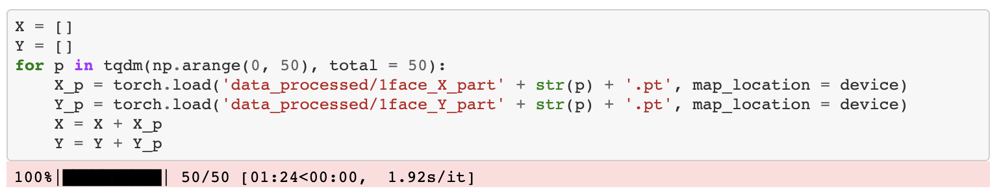 X = []
Y = []
for p in tqdm(np.arange(0, 50), total = 50):
    X_p = torch.load('data_processed/1face_X_part' + str(p) + '.pt', map_location = device)
    Y_p = torch.load('data_processed/1face_Y_part' + str(p) + '.pt', map_location = device)
    X = X + X_p
    Y = Y + Y_p
100%|██████████| 50/50 [01:24<00:00,  1.92s/it]